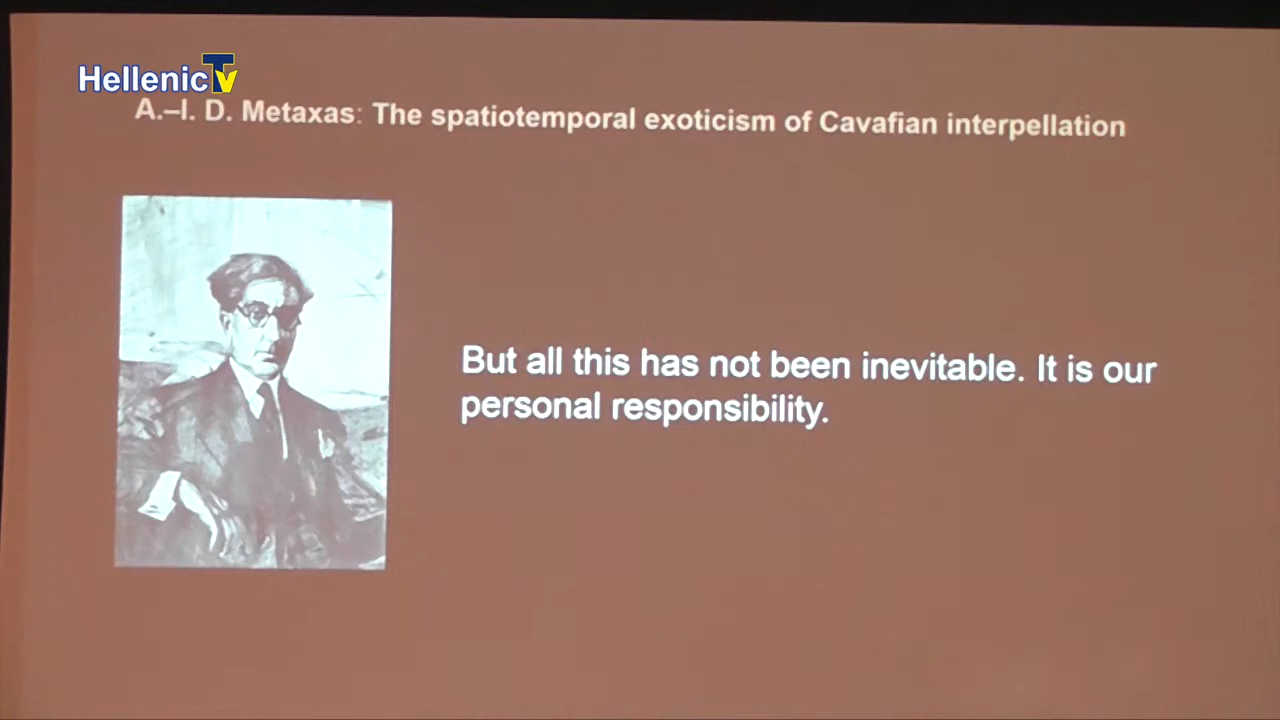 HellenicTv
A.–I. D. Metaxas: The spatiotemporal exoticism of Cavafian interpellation
But all this has not been inevitable. It is our
personal responsibility.